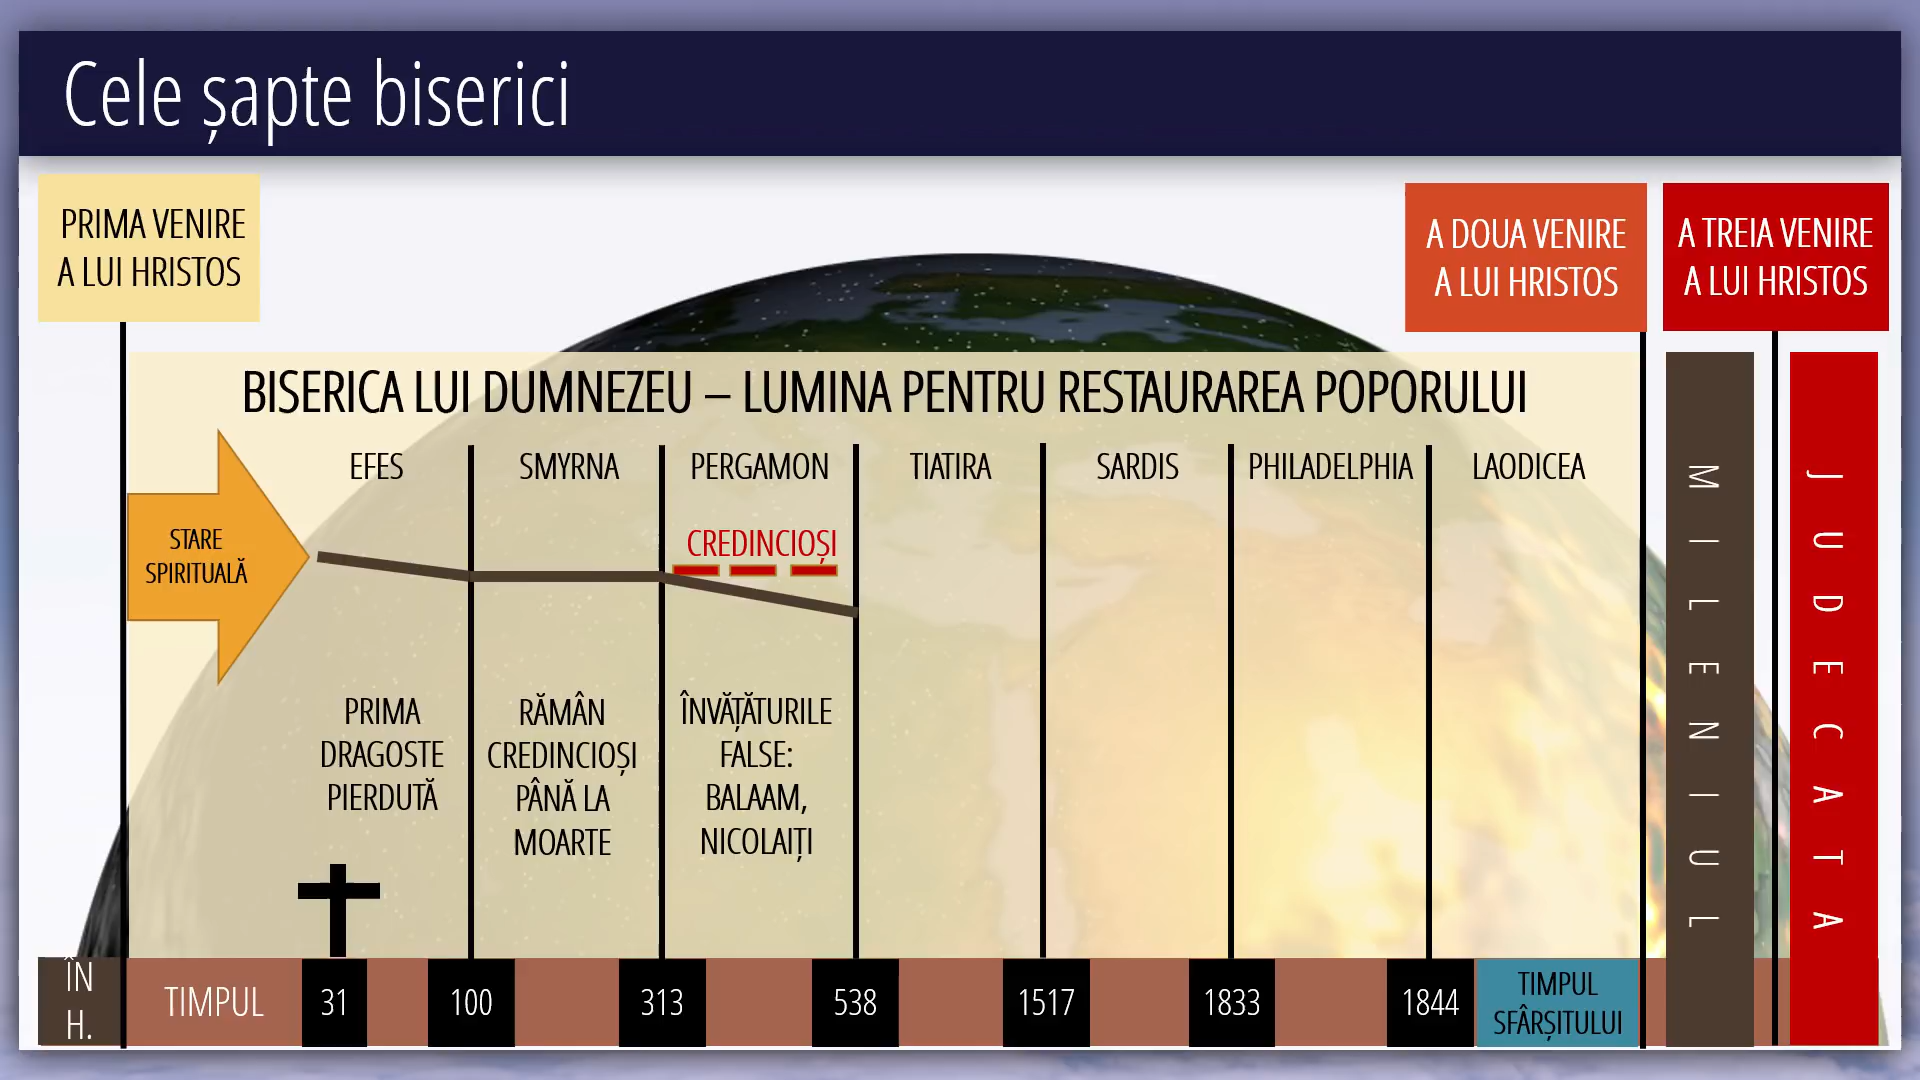 Cele șapte biserici
PRIMA VENIRE
A LUI HRISTOS
A DOUA VENIRE
A LUI HRISTOS
A TREIA VENIRE
A LUI HRISTOS
BISERICA LUI DUMNEZEU – LUMINA PENTRU RESTAURAREA POPORULUI
EFES
SMYRNA
PERGAMON
TIATIRA
SARDIS
PHILADELPHIA
LAODICEA
STARE
SPIRITUALĂ
CREDINCIOȘI
PRIMA
DRAGOSTE
PIERDUTĂ
RĂMÂN
CREDINCIOȘI
PÂNĂ LA
MOARTE
ÎNVĂȚĂTURILE
FALSE:
BALAAM,
NICOLAIȚI
MILENIUL
JUDECATA
ÎN
H.
TIMPUL
31
100
313
538
1517
1833
1844
TIMPUL
SFÂRȘITULUI